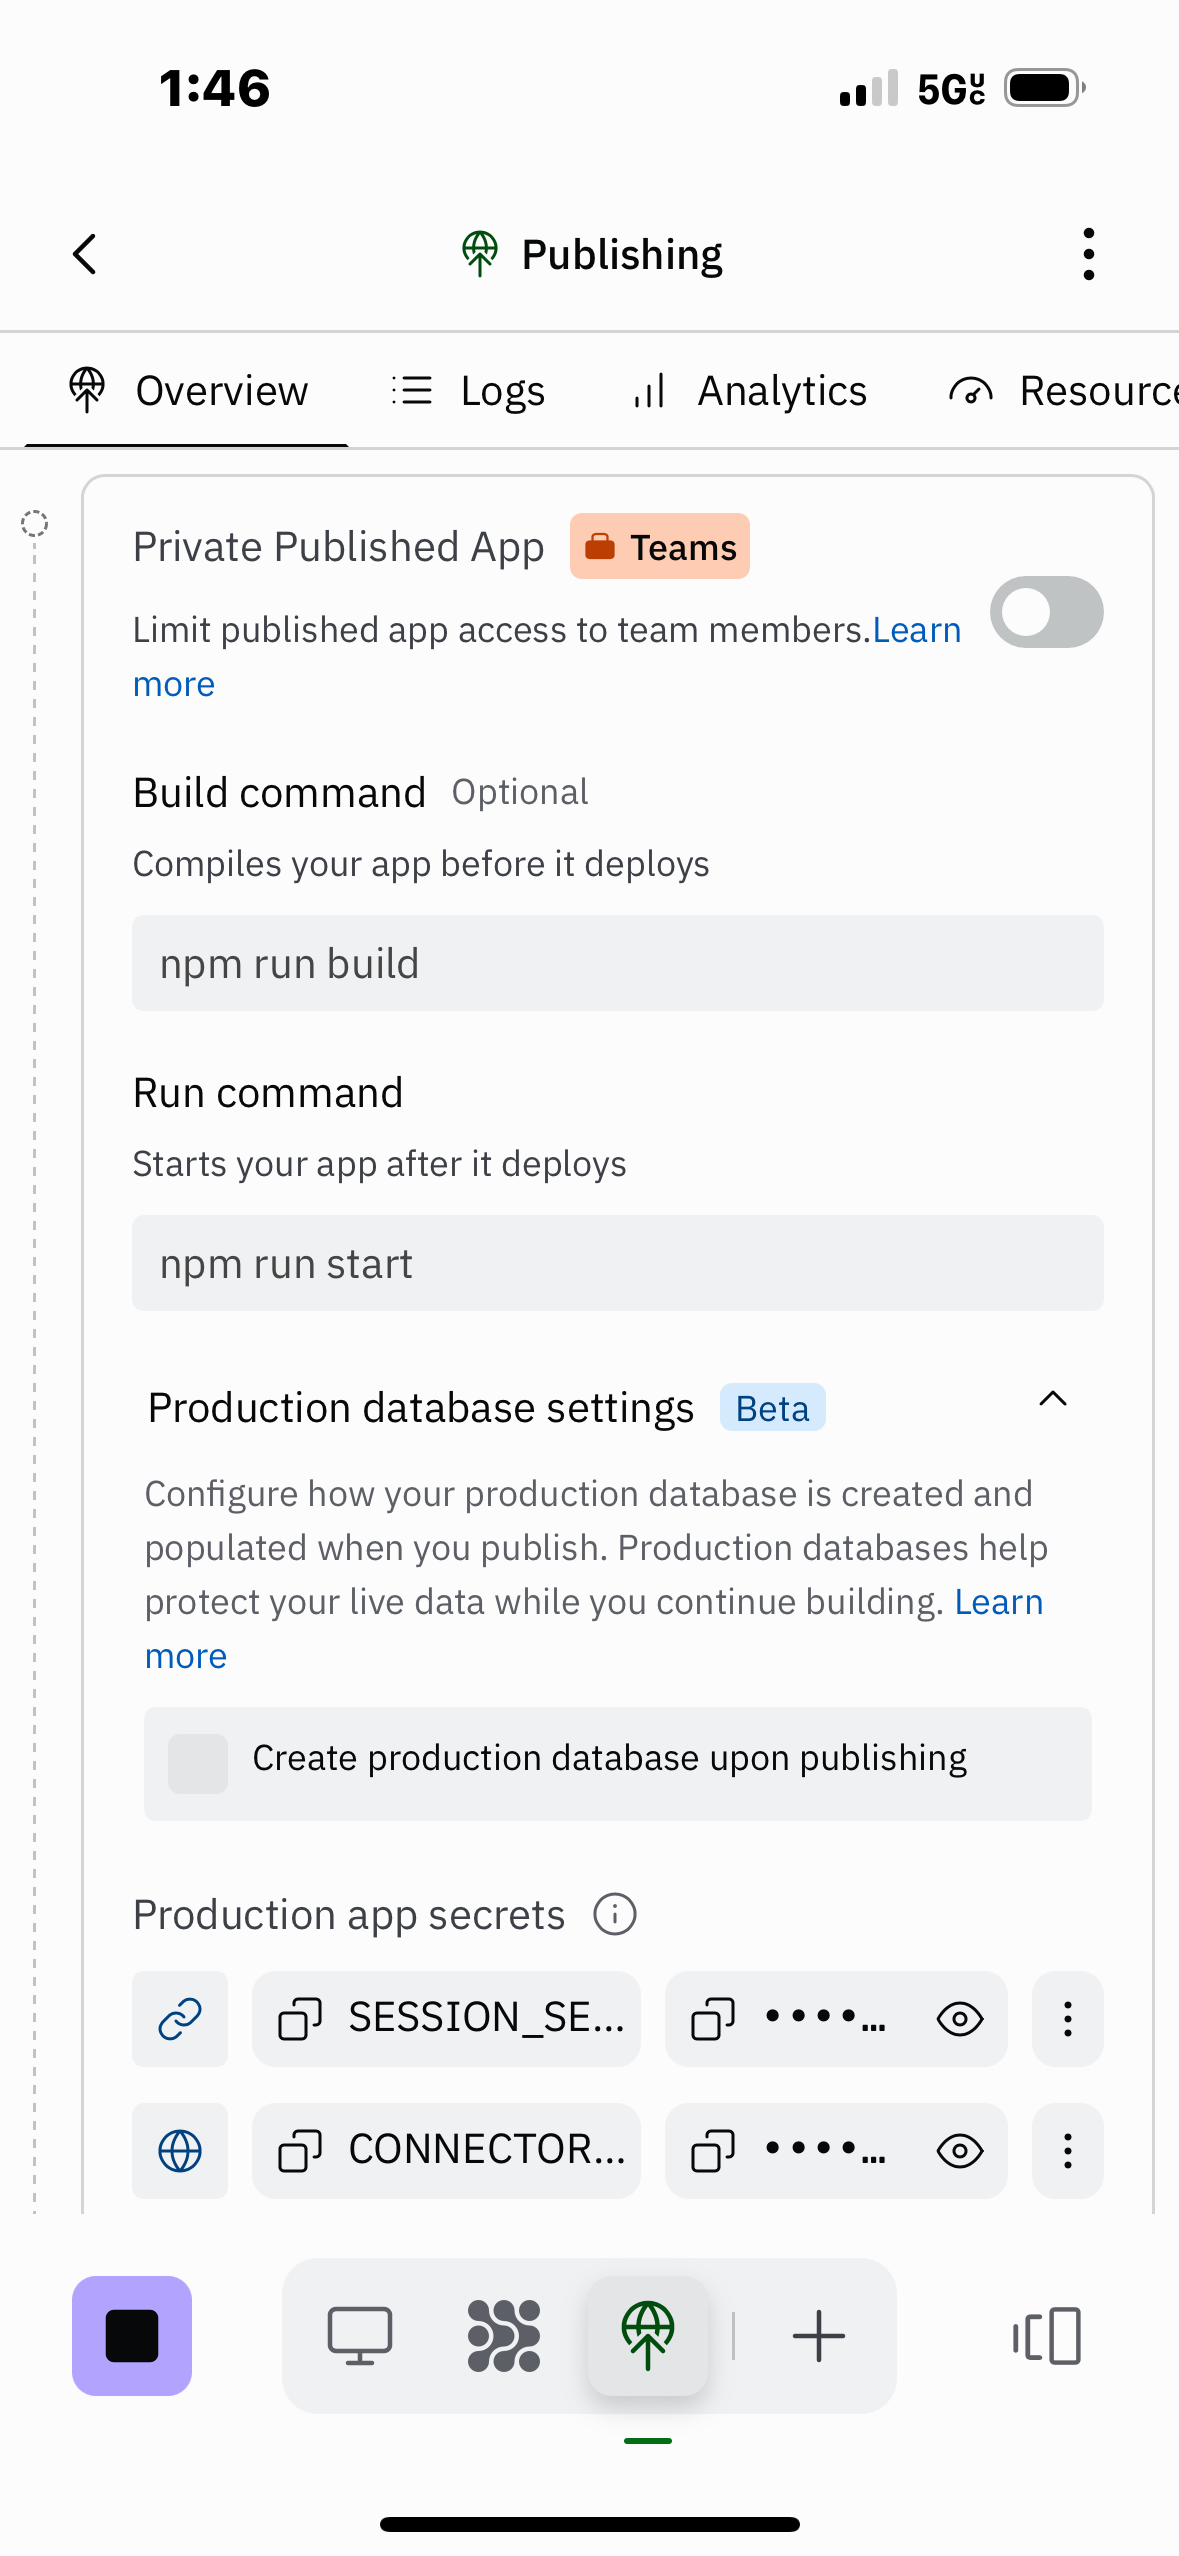 1:46
5GUC
Publishing
Overview
Logs
Analytics
Resource
Private Published App
Teams
Limit published app access to team members.Learn
more
Build command Optional
Compiles your app before it deploys
npm run build
Run command
Starts your app after it deploys
npm run start
Production database settings Beta
Configure how your production database is created and
populated when you publish. Production databases help
protect your live data while you continue building. Learn
more
Create production database upon publishing
Production app secrets
SESSION_SE...
••••...
CONNECTOR...
••••...